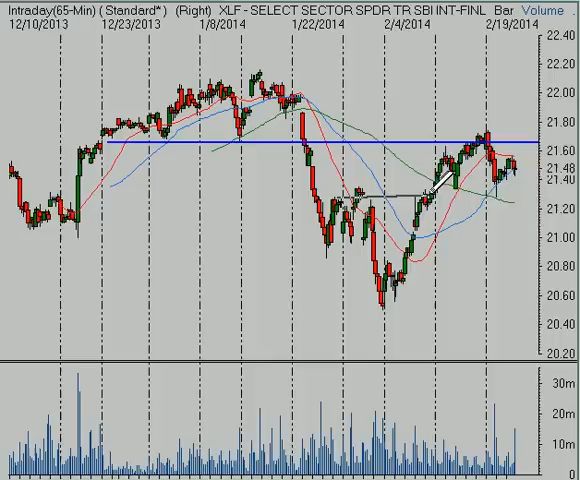 Intraday(65-Min) ( Standard*) (Right) XLF - SELECT SECTOR SPDR TR SBI INT-FINL Bar Volume .
12/10/2013 12/23/2013 1/8/2014 1/22/2014 2/4/2014 2/19/2014
22.40
22.20
22.00
21.80
21.60
21.48
21.40
21.20
21.00
20.80
20.60
20.40
20.20
30m
20m
10m
0